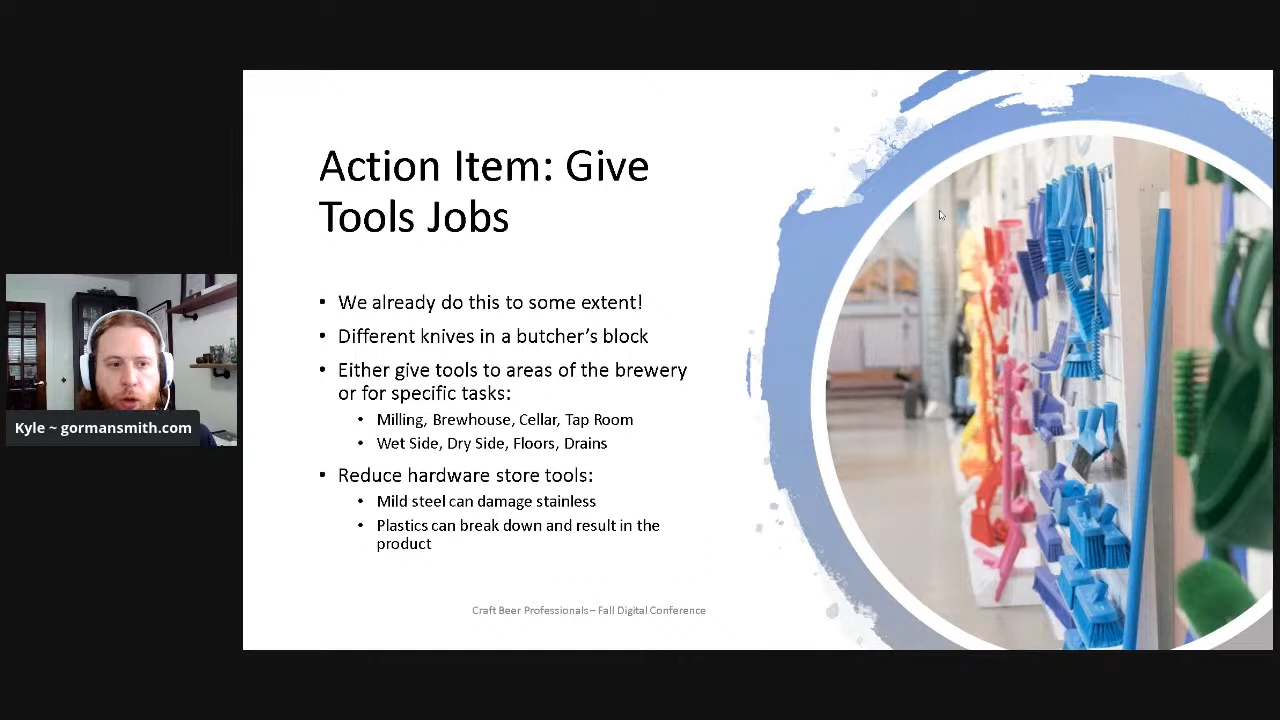 Action Item: Give
Tools Jobs
• We already do this to some extent!
• Different knives in a butcher’s block
• Either give tools to areas of the brewery
or for specific tasks:
• Milling, Brewhouse, Cellar, Tap Room
• Wet Side, Dry Side, Floors, Drains
• Reduce hardware store tools:
• Mild steel can damage stainless
• Plastics can break down and result in the
product
Craft Beer Professionals – Fall Digital Conference
Kyle ~ gormansmith.com